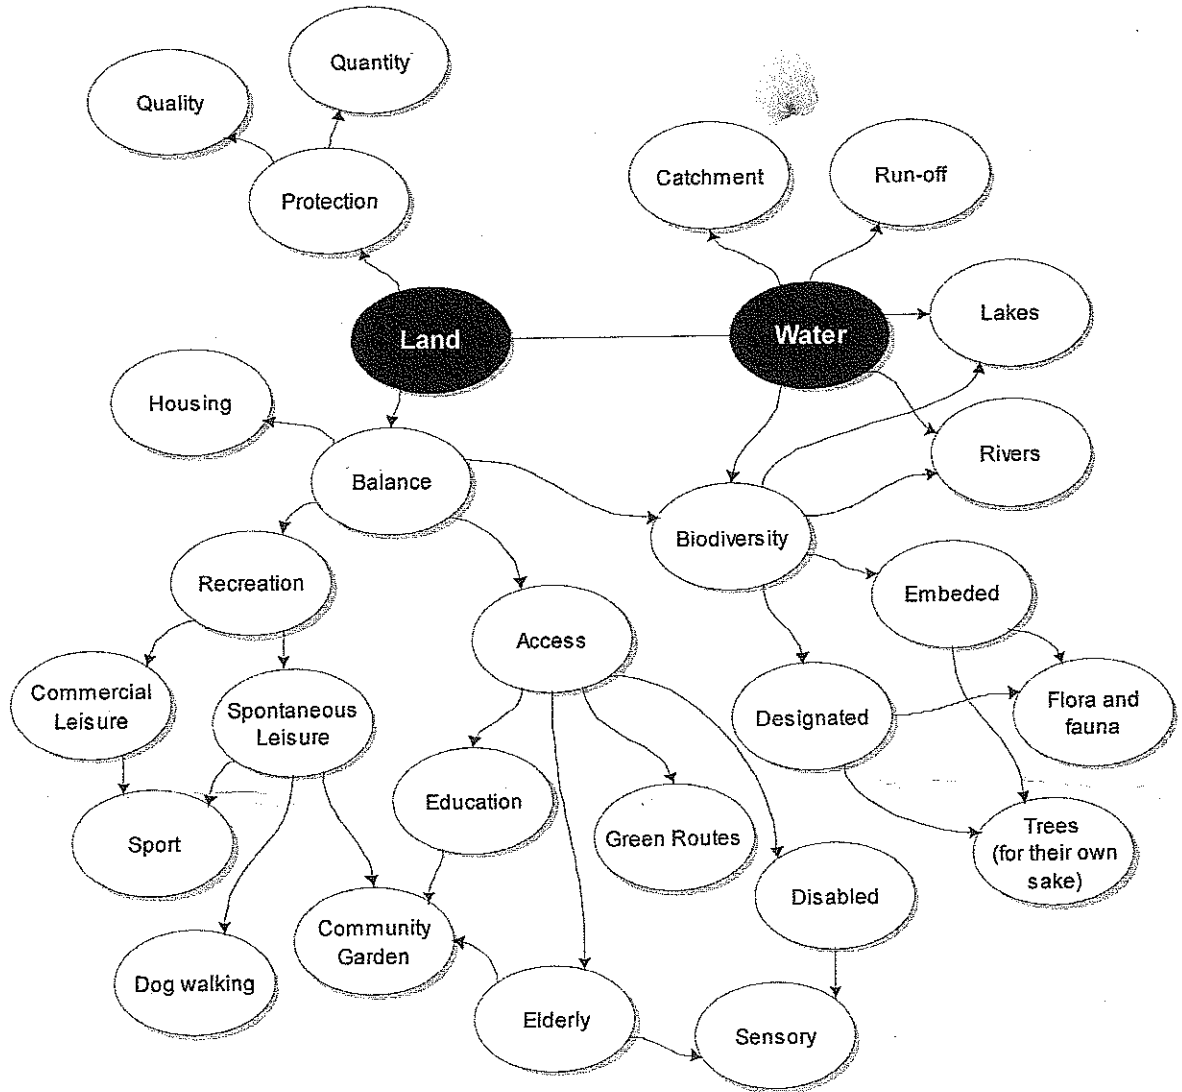 Quantity
Quality
Catchment
Run-off
Protection
Lakes
Land
Water
Housing
Rivers
Balance
Biodiversity
Recreation
Embeded
Access
Commercial
Leisure
Spontaneous
Leisure
Designated
Flora and
fauna
Education
Green Routes
Sport
Trees
(for their own
sake)
Disabled
Community
Garden
Dog walking
Elderly
Sensory